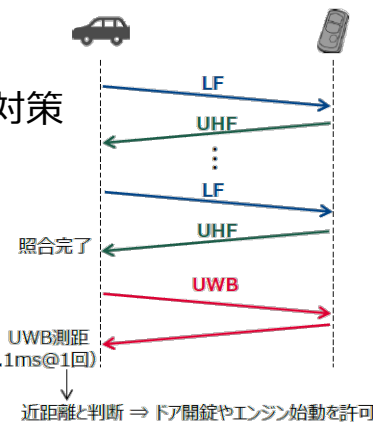 LF
対策
UHF
⋮
LF
UHF
照合完了
UWB
UWB測距
.1ms@1回)
近距離と判断 ⇒ ドア開錠やエンジン始動を許可